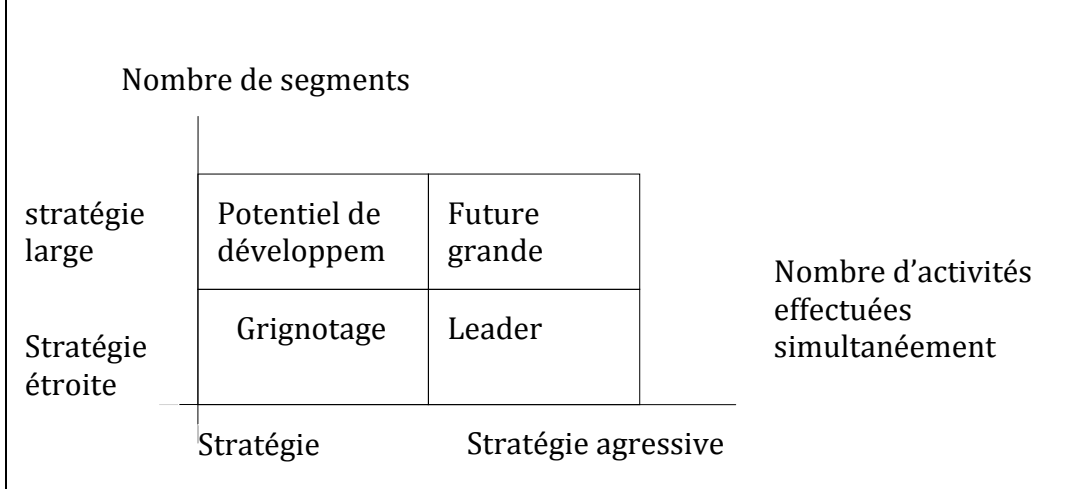 Nombre de segments
stratégie
large
Potentiel de
développem
Future
grande
Nombre d’activités
effectuées
simultanéement
Stratégie
étroite
Grignotage
Leader
Stratégie
Stratégie agressive